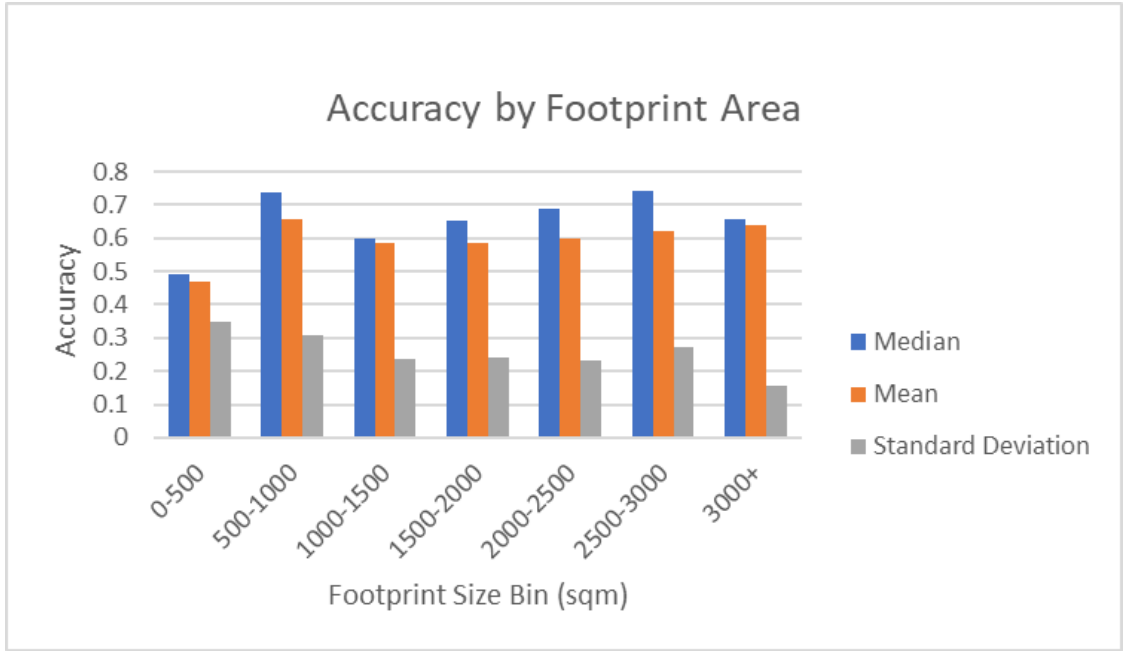 Accuracy by Footprint Area
0.8
0.7
0.6
0.5
0.4
0.3
0.2
0.1
0
Accuracy
0-500
500-1000
1000-1500
1500-2000
2000-2500
2500-3000
3000+
Footprint Size Bin (sqm)
Median
Mean
Standard Deviation